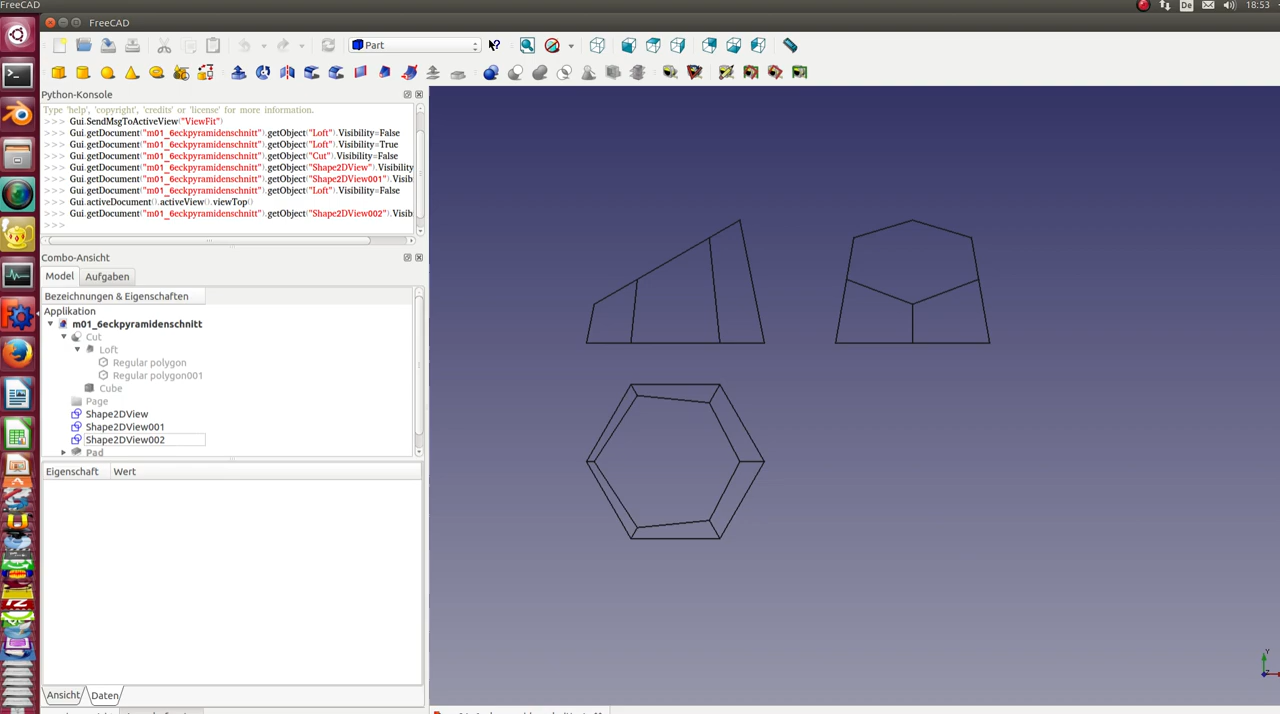 FreeCAD
De
18:53
FreeCAD
Part
Python-Konsole
Type 'help', 'copyright', 'credits' or 'license' for more information.
>>> Gui.SendMsgToActiveView("ViewFit")
>>> Gui.getDocument("m01_6eckpyramidenschnitt").getObject("Loft").Visibility=False
>>> Gui.getDocument("m01_6eckpyramidenschnitt").getObject("Loft").Visibility=True
>>> Gui.getDocument("m01_6eckpyramidenschnitt").getObject("Cut").Visibility=False
>>> Gui.getDocument("m01_6eckpyramidenschnitt").getObject("Shape2DView").Visibility
>>> Gui.getDocument("m01_6eckpyramidenschnitt").getObject("Shape2DView001").Visibi
>>> Gui.getDocument("m01_6eckpyramidenschnitt").getObject("Loft").Visibility=False
>>> Gui.activeDocument().activeView().viewTop()
>>> Gui.getDocument("m01_6eckpyramidenschnitt").getObject("Shape2DView002").Visib
>>>
Combo-Ansicht
Model Aufgaben
Bezeichnungen & Eigenschaften
Applikation
m01_6eckpyramidenschnitt
Cut
Loft
Regular polygon
Regular polygon001
Cube
Page
Shape2DView
Shape2DView001
Shape2DView002
Pad
Eigenschaft Wert
Ansicht Daten
Y